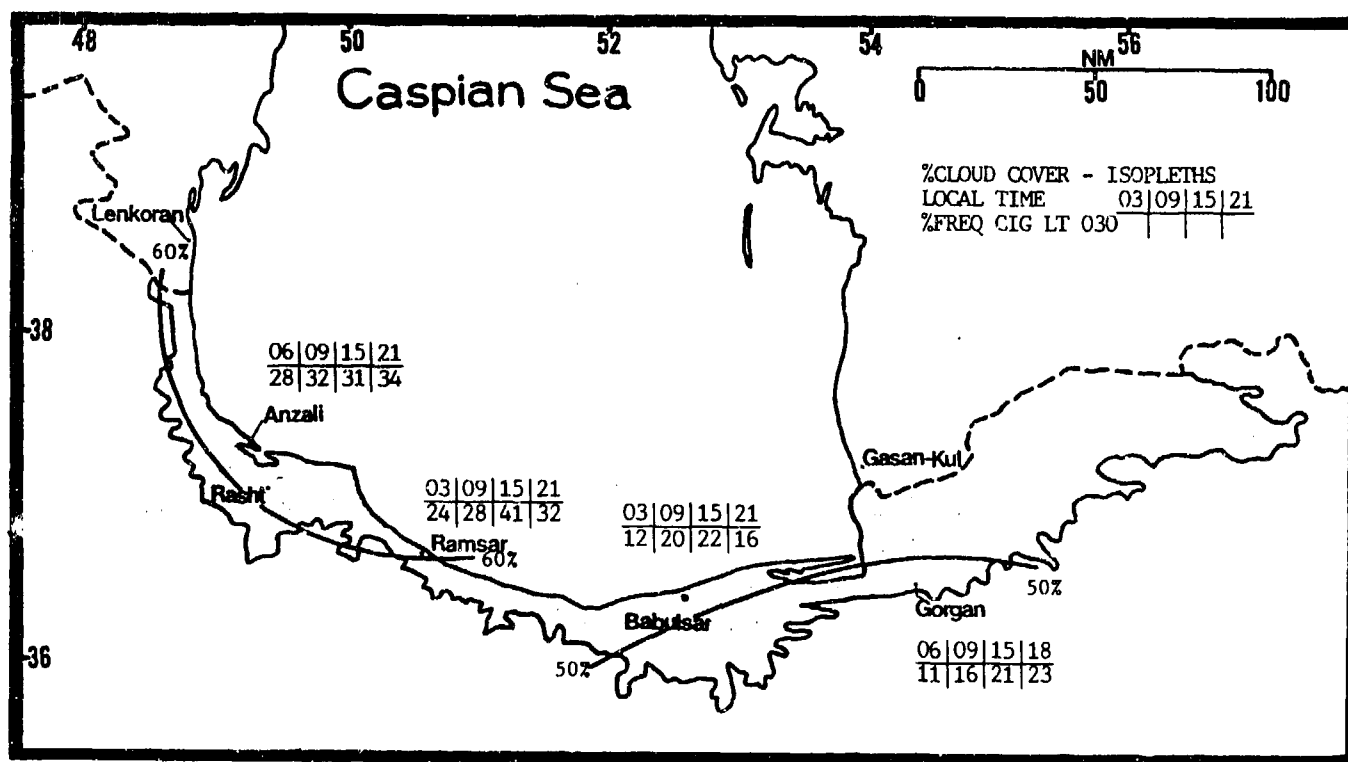 48 50 52 54 56
Caspian Sea
NM
0 50 100
%CLOUD COVER - ISOPLETHS
LOCAL TIME 03|09|15|21
%FREQ CIG LT 030
Lenkoran
60%
38
06|09|15|21
28|32|31|34
Anzali
Gasan-Kul
Rasht
03|09|15|21
24|28|41|32
03|09|15|21
12|20|22|16
Ramsar
60%
50%
Gorgan
Babulsar
36
50%
06|09|15|18
11|16|21|23